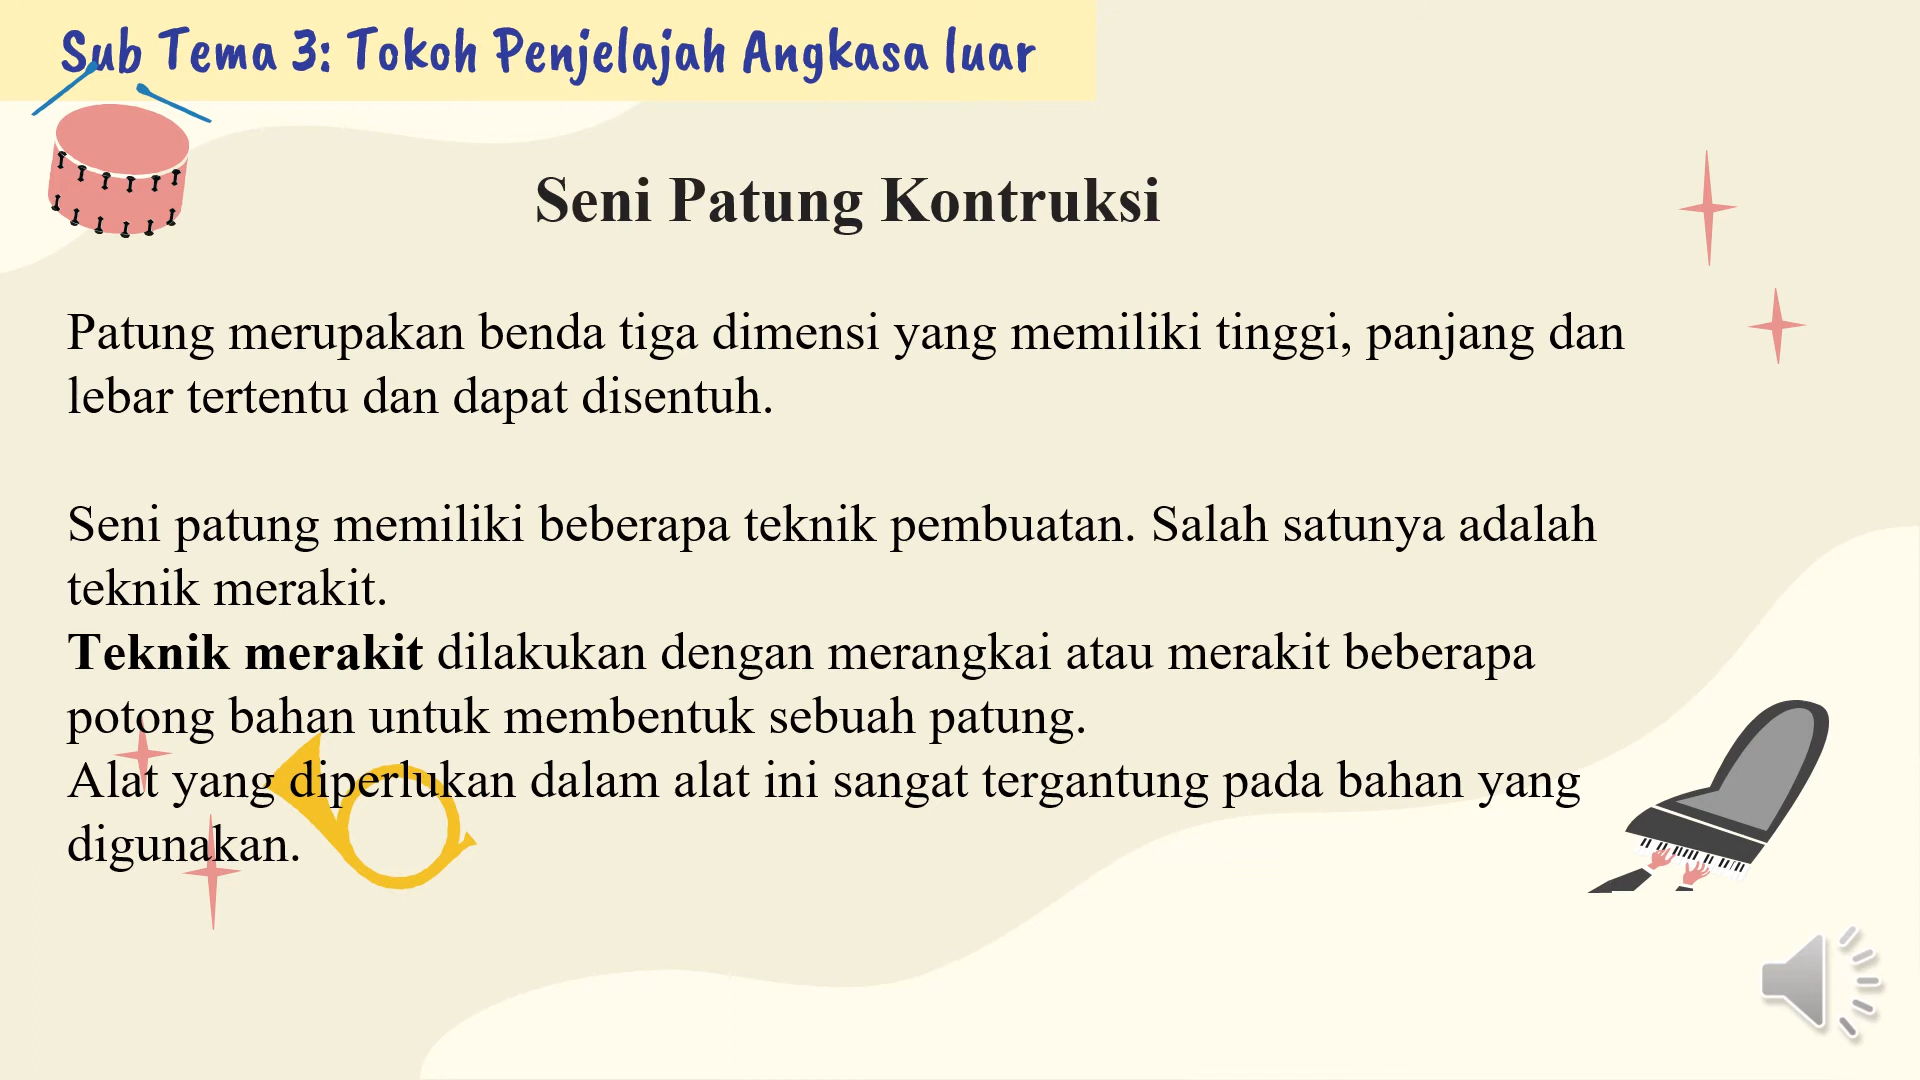 Sub Tema 3: Tokoh Penjelajah Angkasa luar
Seni Patung Kontruksi
Patung merupakan benda tiga dimensi yang memiliki tinggi, panjang dan
lebar tertentu dan dapat disentuh.
Seni patung memiliki beberapa teknik pembuatan. Salah satunya adalah
teknik merakit.
Teknik merakit dilakukan dengan merangkai atau merakit beberapa
potong bahan untuk membentuk sebuah patung.
Alat yang diperlukan dalam alat ini sangat tergantung pada bahan yang
digunakan.